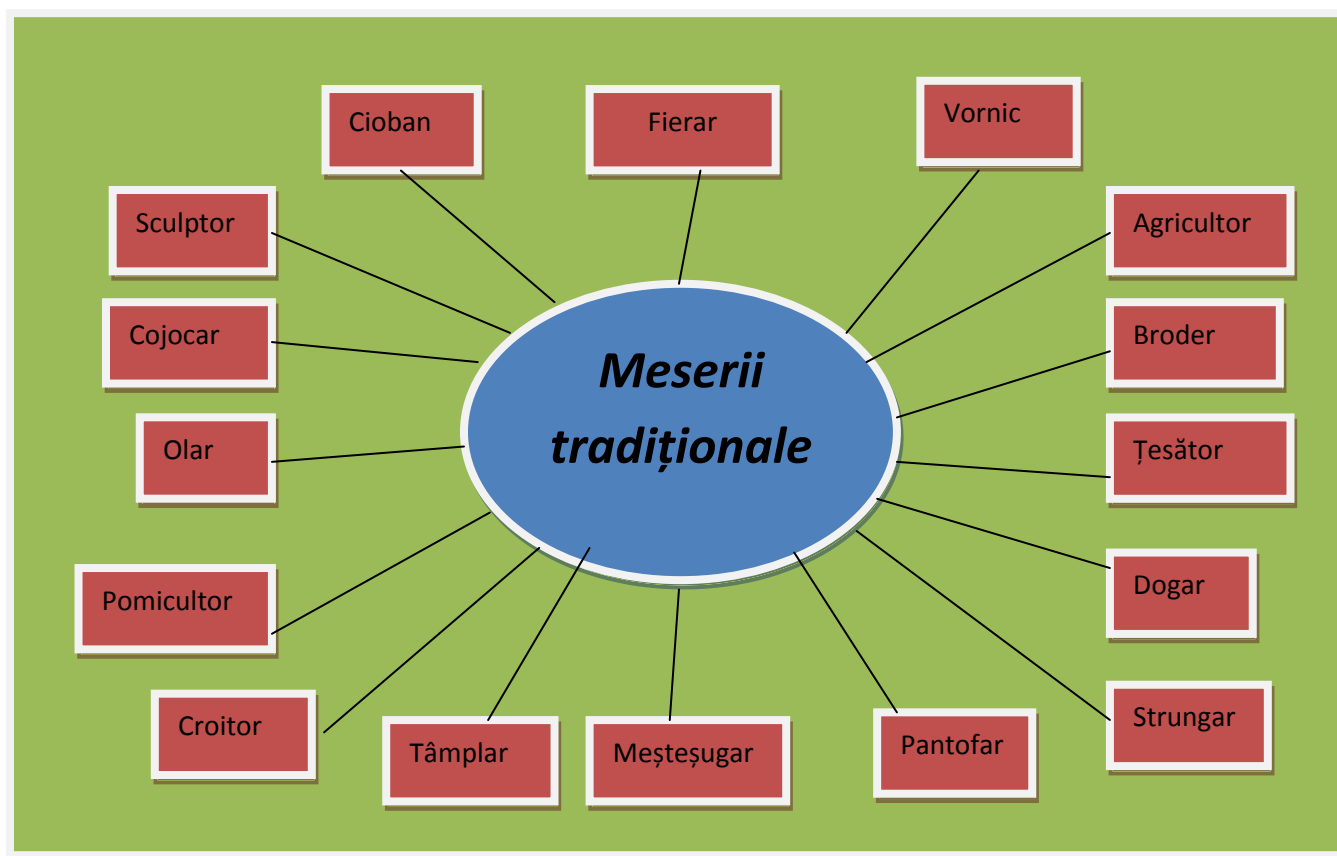 Cioban
Fierar
Vornic
Sculptor
Agricultor
Cojocar
Broder
Meserii
tradiționale
Olar
Țesător
Pomicultor
Dogar
Croitor
Tâmplar
Meșteșugar
Pantofar
Strungar